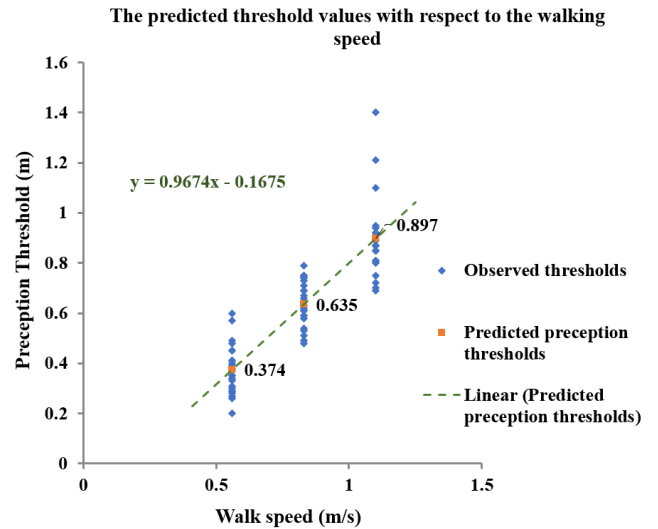 The predicted threshold values with respect to the walking
speed
Preception Threshold (m)
1.6
1.4
1.2
1
0.8
0.6
0.4
0.2
0
y = 0.9674x - 0.1675
0.897
0.635
0.374
Observed thresholds
Predicted preception
thresholds
Linear (Predicted
preception thresholds)
0
0.5
1
1.5
Walk speed (m/s)